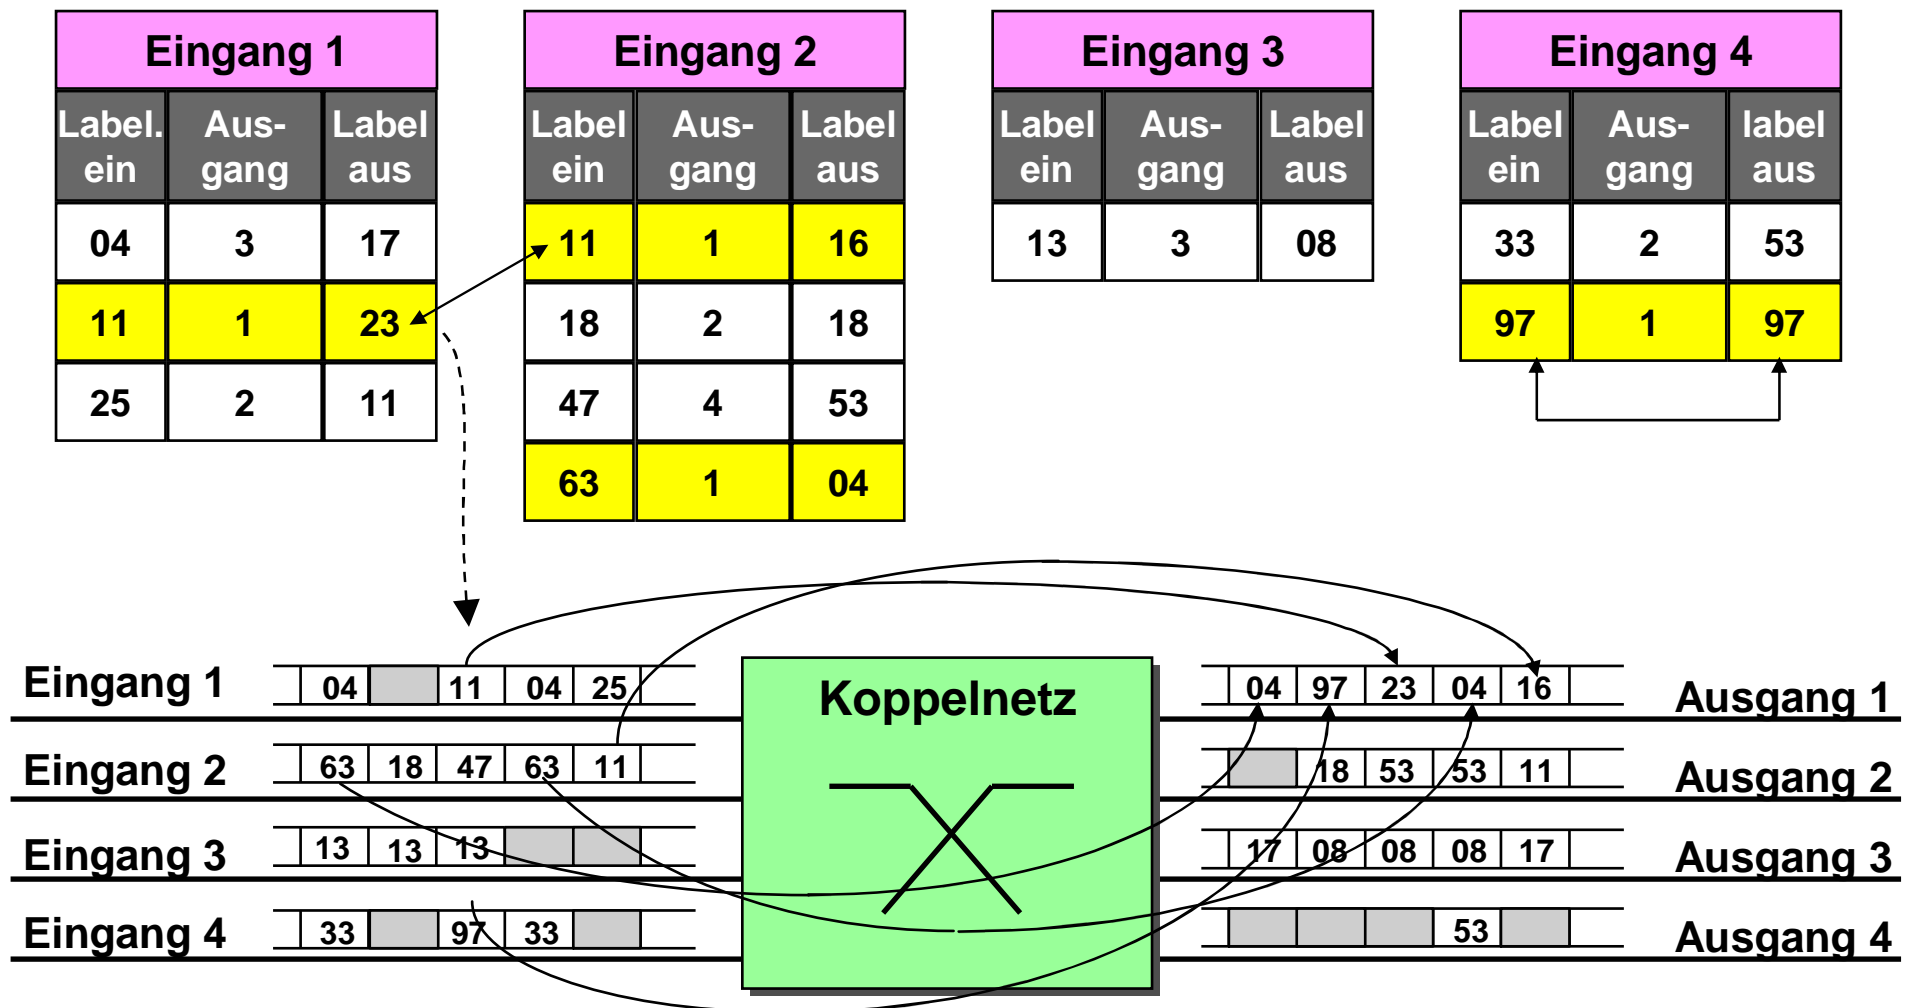 Eingang 1
Label. Aus- Label
ein gang aus
04 3 17
11 1 23
25 2 11
Eingang 2
Label Aus- Label
ein gang aus
11 1 16
18 2 18
47 4 53
63 1 04
Eingang 3
Label Aus- Label
ein gang aus
13 3 08
Eingang 4
Label Aus- label
ein gang aus
33 2 53
97 1 97
Eingang 1 04 11 04 25
Eingang 2 63 18 47 63 11
Eingang 3 13 13 13
Eingang 4 33 97 33
Koppelnetz
04 97 23 04 16 Ausgang 1
18 53 53 11 Ausgang 2
17 08 08 08 17 Ausgang 3
53 Ausgang 4